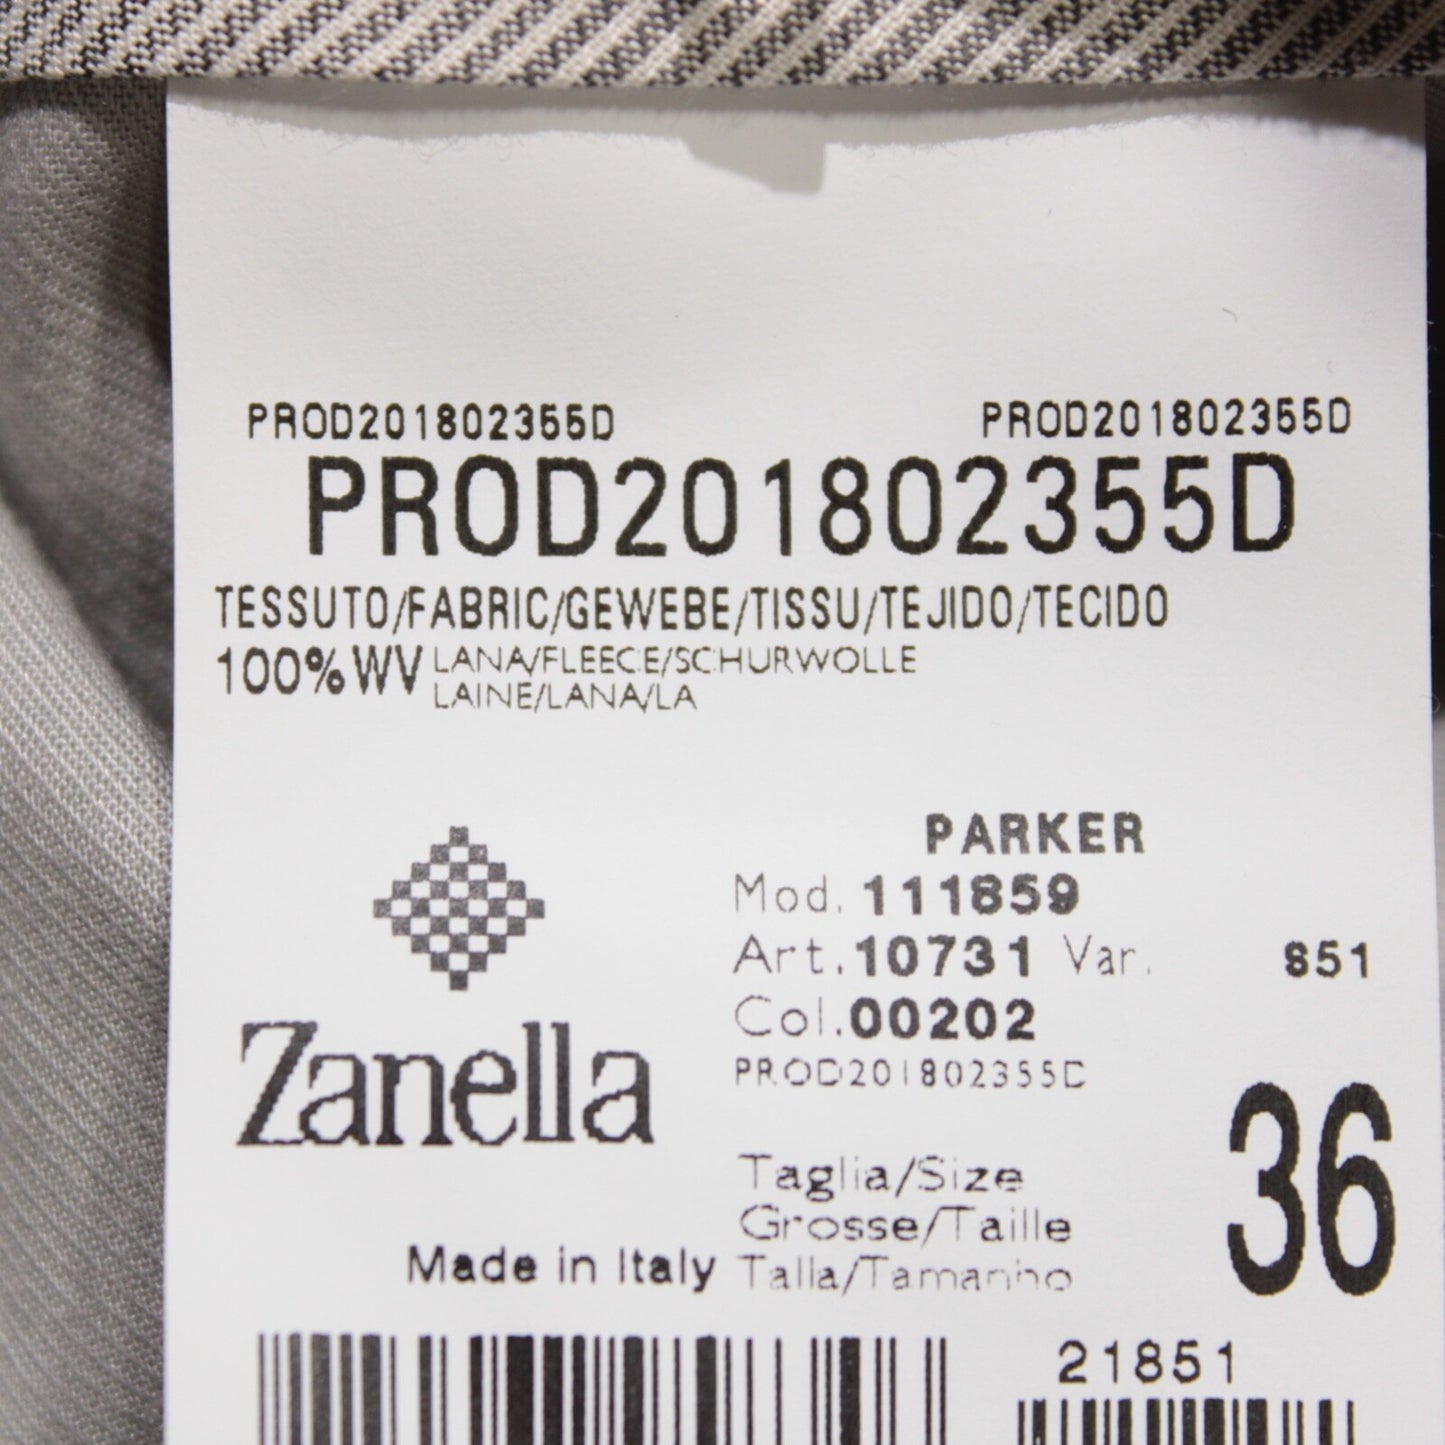 PROD201802355D PROD201802355D
PROD201802355D
TESSUTO/FABRIC/GEWEBE/TISSU/TEJIDO/TECIDO
100% WV LANA/FLEECE/SCHURWOLLE
LAINE/LANA/LA
PARKER
Mod. 111859
Art. 10731 Var. 851
Col. 00202
PROD201802355D
Zanella
Taglia/Size
Grosse/Taille
Talla/Tamanho
36
Made in Italy
21851